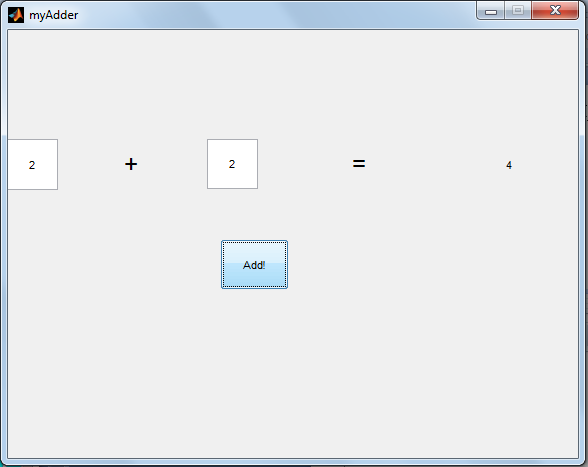 myAdder
2 + 2 = 4
Add!